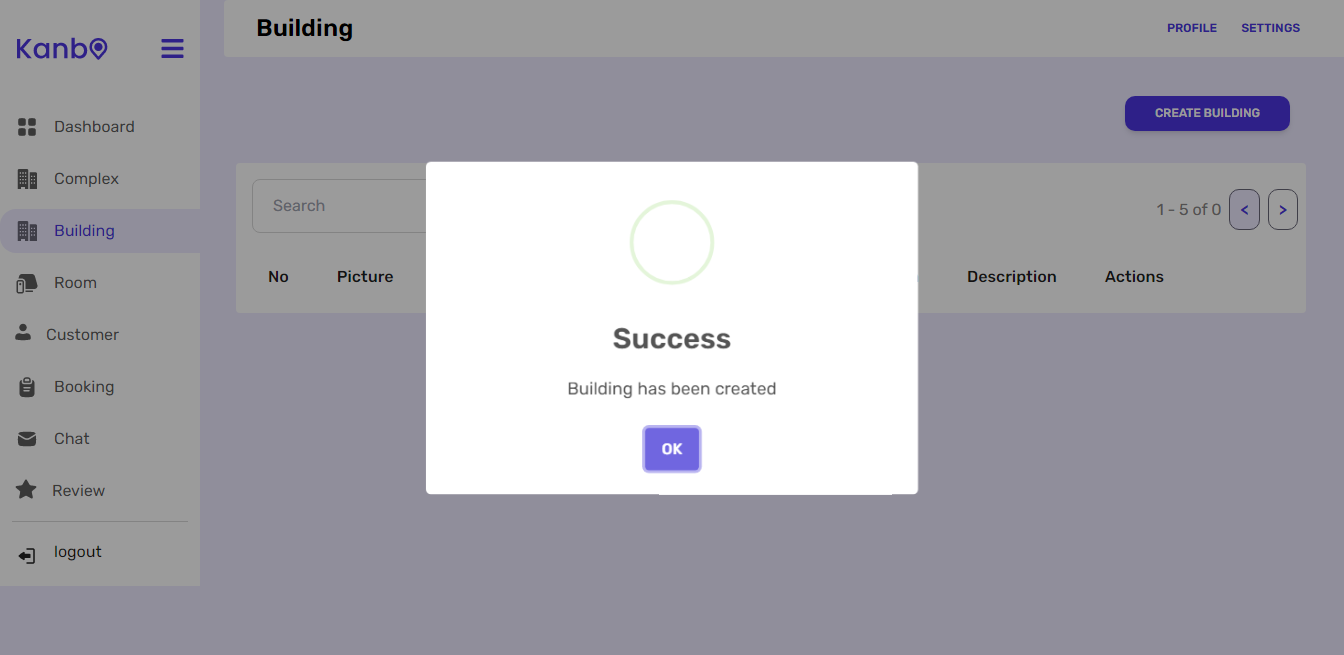 Kanbo
Building
PROFILE SETTINGS
Dashboard
Complex
Building
Room
Customer
Booking
Chat
Review
logout
CREATE BUILDING
Search
1 - 5 of 0 < >
No Picture Description Actions
Success
Building has been created
OK